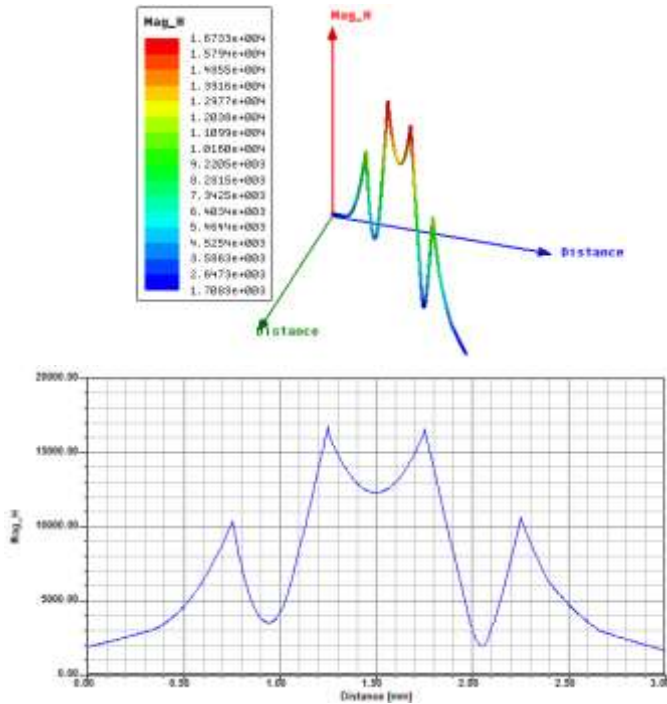 Mag_H
Mag_H
1.6733e+004
1.5794e+004
1.4855e+004
1.3916e+004
1.2977e+004
1.2038e+004
1.1099e+004
1.0160e+004
9.2205e+003
8.2815e+003
7.3425e+003
6.4034e+003
5.4644e+003
4.5254e+003
3.5863e+003
2.6473e+003
1.7083e+003
Distance
Distance
20000.00
15000.00
10000.00
5000.00
0.00
Mag_H
0.00
0.50
1.00
1.50
2.00
2.50
3.00
Distance [mm]